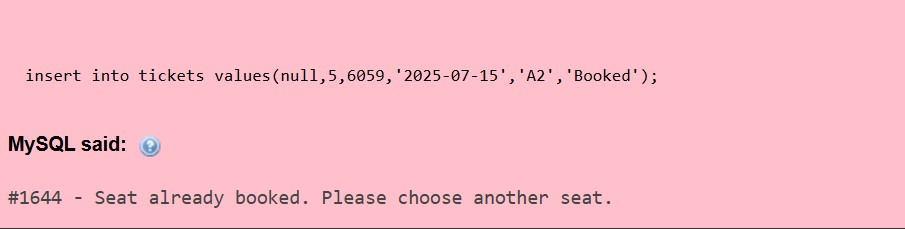 insert into tickets values(null,5,6059,'2025-07-15','A2','Booked');
MySQL said:
#1644 - Seat already booked. Please choose another seat.